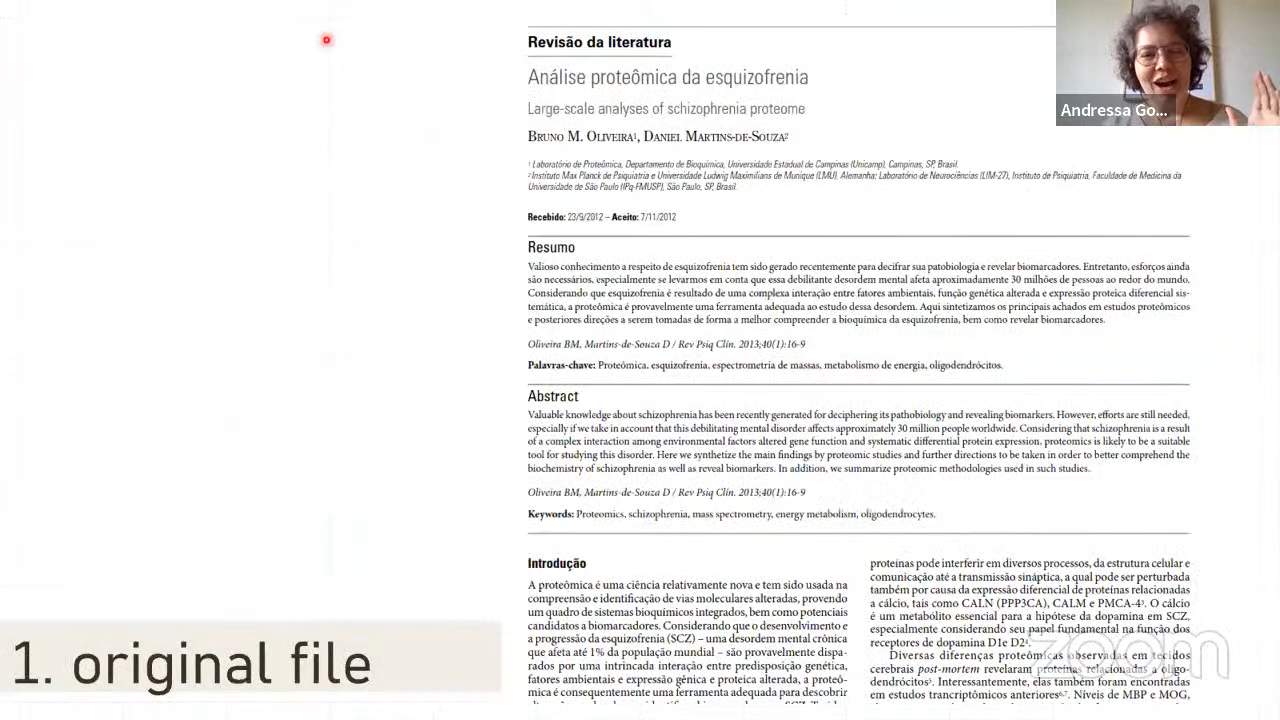 Revisão da literatura
Análise proteômica da esquizofrenia
Large-scale analyses of schizophrenia proteome
Bruno M. Oliveira¹, Daniel Martins-de-Souza²
¹ Laboratório de Proteômica, Departamento de Bioquímica, Universidade Estadual de Campinas (Unicamp), Campinas, SP, Brasil.
² Instituto Max Planck de Psiquiatria e Universidade Ludwig Maximilians de Munique (LMU), Alemanha; Laboratório de Neurociências (LIM-27), Instituto de Psiquiatria, Faculdade de Medicina da
Universidade de São Paulo (IPq-FMUSP), São Paulo, SP, Brasil.
Recebido: 23/9/2012 – Aceito: 7/11/2012
Resumo
Valioso conhecimento a respeito de esquizofrenia tem sido gerado recentemente para decifrar sua patobiologia e revelar biomarcadores. Entretanto, esforços ainda
são necessários, especialmente se levarmos em conta que essa debilitante desordem mental afeta aproximadamente 30 milhões de pessoas ao redor do mundo.
Considerando que esquizofrenia é resultado de uma complexa interação entre fatores ambientais, função genética alterada e expressão proteica diferencial sis-
temática, a proteômica é provavelmente uma ferramenta adequada ao estudo dessa desordem. Aqui sintetizamos os principais achados em estudos proteômicos
e posteriores direções a serem tomadas de forma a melhor compreender a bioquímica da esquizofrenia, bem como revelar biomarcadores.
Oliveira BM, Martins-de-Souza D / Rev Psiq Clín. 2013;40(1):16-9
Palavras-chave: Proteômica, esquizofrenia, espectrometria de massas, metabolismo de energia, oligodendrócitos.
Abstract
Valuable knowledge about schizophrenia has been recently generated for deciphering its pathobiology and revealing biomarkers. However, efforts are still needed,
especially if we take in account that this debilitating mental disorder affects approximately 30 million people worldwide. Considering that schizophrenia is a result
of a complex interaction among environmental factors altered gene function and systematic differential protein expression, proteomics is likely to be a suitable
tool for studying this disorder. Here we synthetize the main findings by proteomic studies and further directions to be taken in order to better comprehend the
biochemistry of schizophrenia as well as reveal biomarkers. In addition, we summarize proteomic methodologies used in such studies.
Oliveira BM, Martins-de-Souza D / Rev Psiq Clín. 2013;40(1):16-9
Keywords: Proteomics, schizophrenia, mass spectrometry, energy metabolism, oligodendrocytes.
Introdução
A proteômica é uma ciência relativamente nova e tem sido usada na
compreensão e identificação de vias moleculares alteradas, provendo
um quadro de sistemas bioquímicos integrados, bem como potenciais
candidatos a biomarcadores. Considerando que o desenvolvimento e
a progressão da esquizofrenia (SCZ) – uma desordem mental crônica
que afeta até 1% da população mundial – são provavelmente dispa-
rados por uma intrincada interação entre predisposição genética,
fatores ambientais e expressão gênica e proteica alterada, a proteô-
mica é consequentemente uma ferramenta adequada para descobrir
proteínas pode interferir em diversos processos, da estrutura celular e
comunicação até a transmissão sináptica, a qual pode ser perturbada
também por causa da expressão diferencial de proteínas relacionadas
a cálcio, tais como CALN (PPP3CA), CALM e PMCA-4³. O cálcio
é um metabólito essencial para a hipótese da dopamina em SCZ,
especialmente considerando seu papel fundamental na função dos
receptores de dopamina D1e D2⁴.
Diversas diferenças proteômicas observadas em tecidos
cerebrais post-mortem revelaram proteínas relacionadas a oligo-
dendrócitos⁵. Interessantemente, elas também foram encontradas
em estudos trancriptômicos anteriores⁶,⁷. Níveis de MBP e MOG,
Andressa Go...
1. original file
zoom